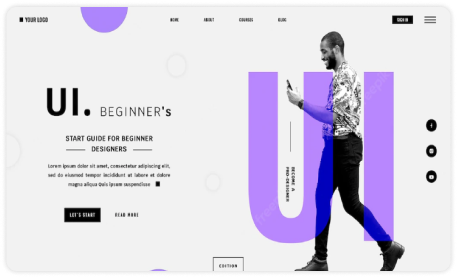 YOUR LOGO
HOME
ABOUT
COURSES
BLOG
SIGN IN
UI. BEGINNER's
START GUIDE FOR BEGINNER
DESIGNERS
Lorem ipsum dolor sit amet, consectetur adipiscing elit,
sed do eiusmod tempor incididunt ut labore et dolore
magna aliqua Quis ipsum suspendisse
LET'S START
READ MORE
UI
BECOME A
PRO-DESIGNER
EDITION